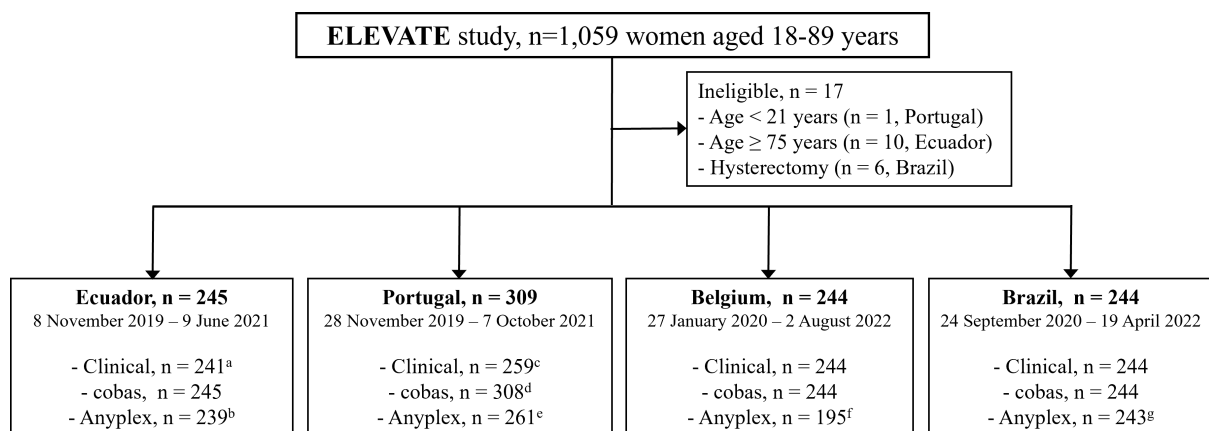 ELEVATE study, n=1,059 women aged 18-89 years
Ineligible, n = 17
- Age < 21 years (n = 1, Portugal)
- Age ≥ 75 years (n = 10, Ecuador)
- Hysterectomy (n = 6, Brazil)
Ecuador, n = 245
8 November 2019 – 9 June 2021
- Clinical, n = 241ᵃ
- cobas, n = 245
- Anyplex, n = 239ᵇ
Portugal, n = 309
28 November 2019 – 7 October 2021
- Clinical, n = 259ᶜ
- cobas, n = 308ᵈ
- Anyplex, n = 261ᵉ
Belgium, n = 244
27 January 2020 – 2 August 2022
- Clinical, n = 244
- cobas, n = 244
- Anyplex, n = 195ᶠ
Brazil, n = 244
24 September 2020 – 19 April 2022
- Clinical, n = 244
- cobas, n = 244
- Anyplex, n = 243ᵍ